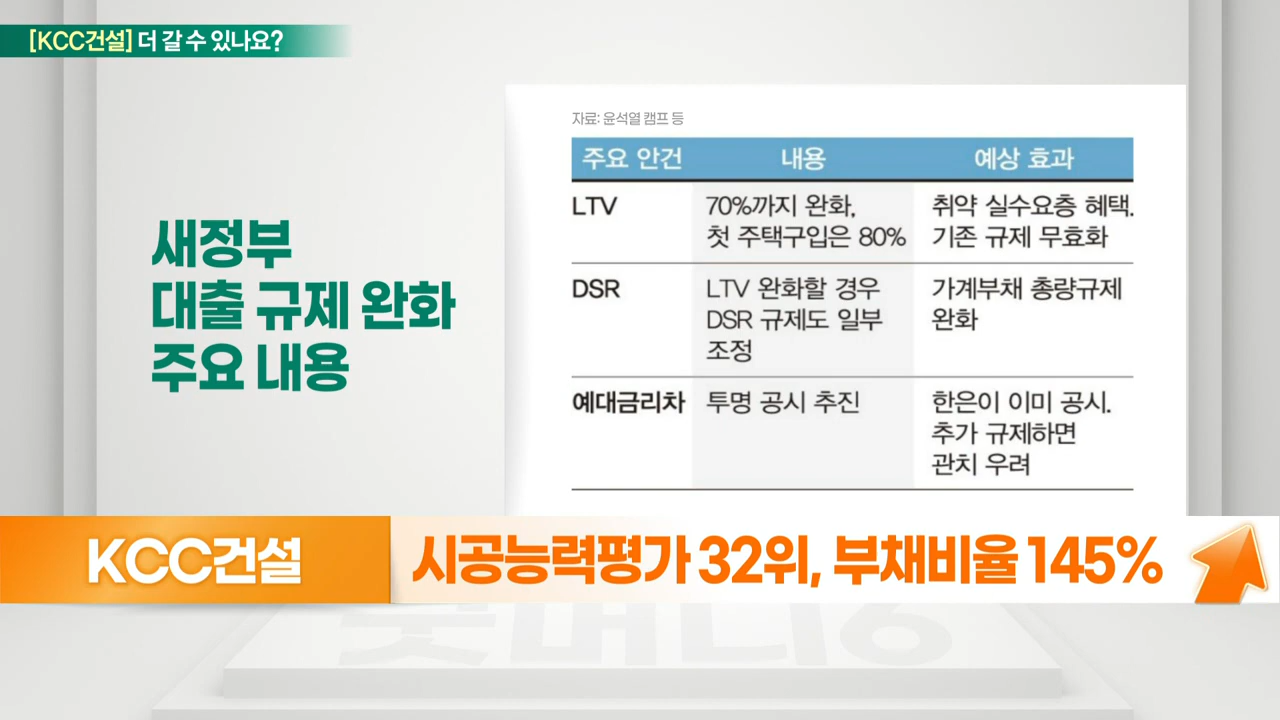 [KCC건설] 더 갈 수 있나요?
자료: 윤석열 캠프 등
주요 안건 내용 예상 효과
LTV 70%까지 완화, 취약 실수요층 혜택.
첫 주택구입은 80% 기존 규제 무효화
DSR LTV 완화할 경우 가계부채 총량규제
DSR 규제도 일부 완화
조정
예대금리차 투명 공시 추진 한은이 이미 공시.
추가 규제하면
관치 우려
새정부
대출 규제 완화
주요 내용
KCC건설 시공능력평가 32위, 부채비율 145%